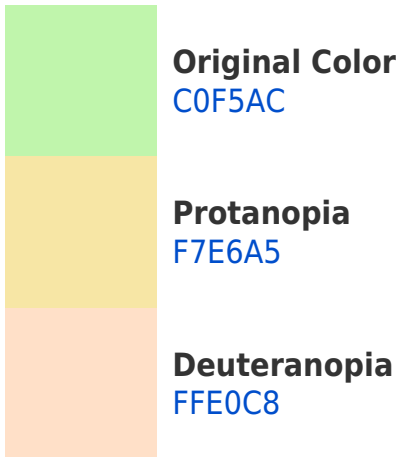 Original Color
C0F5AC
Protanopia
F7E6A5
Deuteranopia
FFE0C8